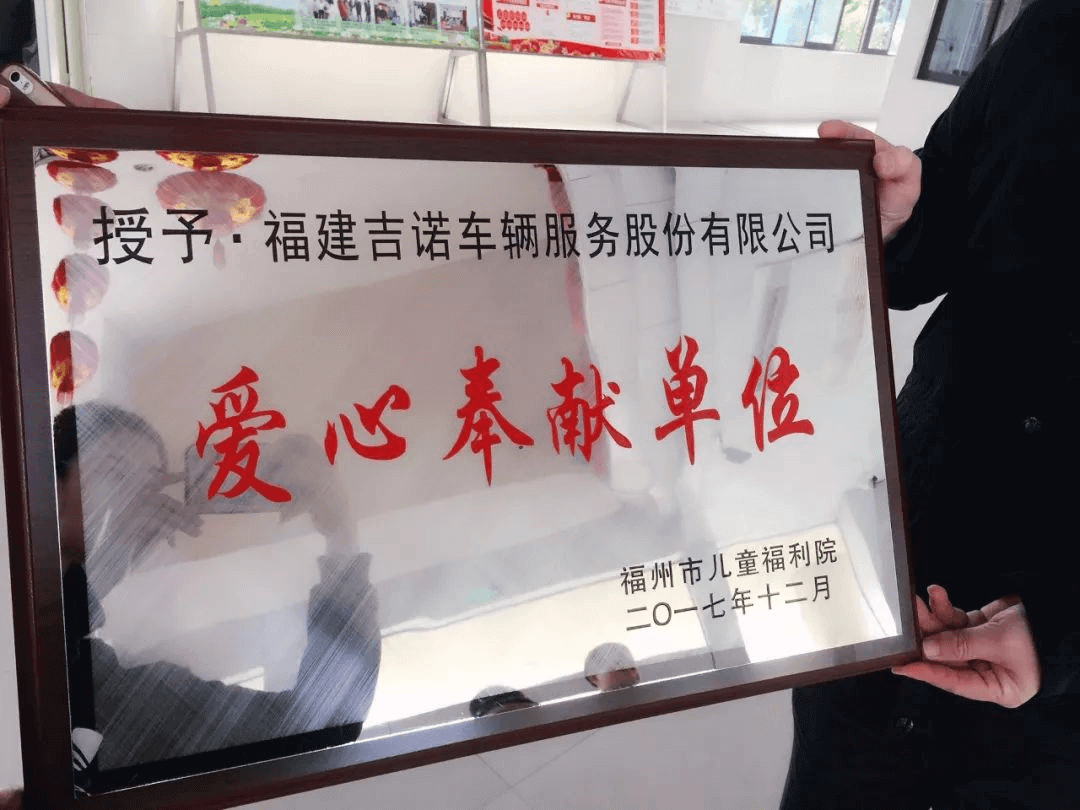 授予·福建吉诺车辆服务股份有限公司
爱心奉献单位
福州市儿童福利院
二〇一七年十二月